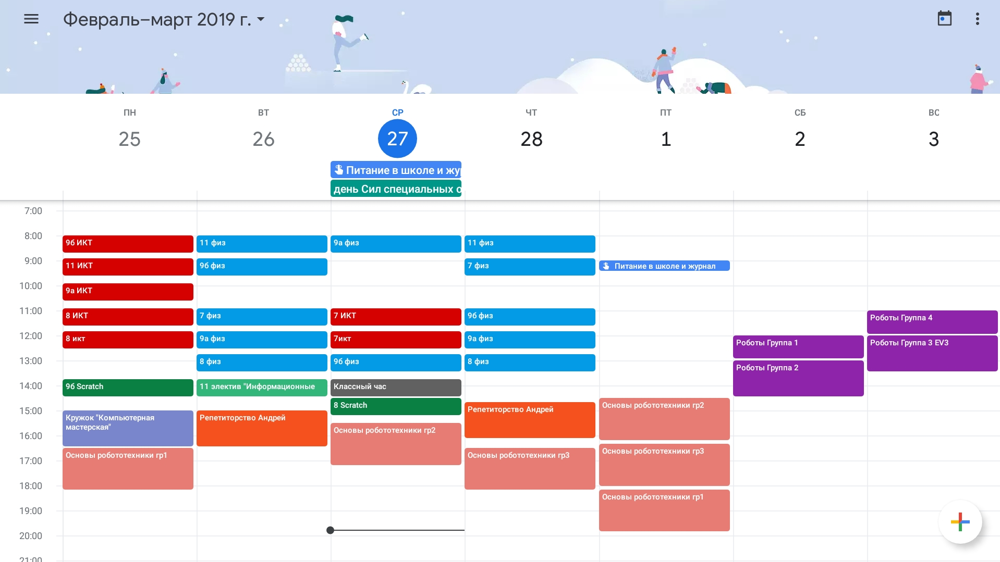 Февраль–март 2019 г.
ПН
25
ВТ
26
СР
27
ЧТ
28
ПТ
1
СБ
2
ВС
3
Питание в школе и жур
день Сил специальных о
7:00
8:00
9:00
10:00
11:00
12:00
13:00
14:00
15:00
16:00
17:00
18:00
19:00
20:00
21:00
9б ИКТ
11 ИКТ
9а ИКТ
8 ИКТ
8 икт
9б Scratch
Кружок "Компьютерная
мастерская"
Основы робототехники гр1
11 физ
9б физ
7 физ
9а физ
8 физ
11 электив "Информационные
Репетиторство Андрей
9а физ
7 ИКТ
7икт
9б физ
Классный час
8 Scratch
Основы робототехники гр2
11 физ
7 физ
9б физ
9а физ
8 физ
Репетиторство Андрей
Основы робототехники гр3
Питание в школе и журнал
Основы робототехники гр2
Основы робототехники гр3
Основы робототехники гр1
Роботы Группа 1
Роботы Группа 2
Роботы Группа 4
Роботы Группа 3 EV3